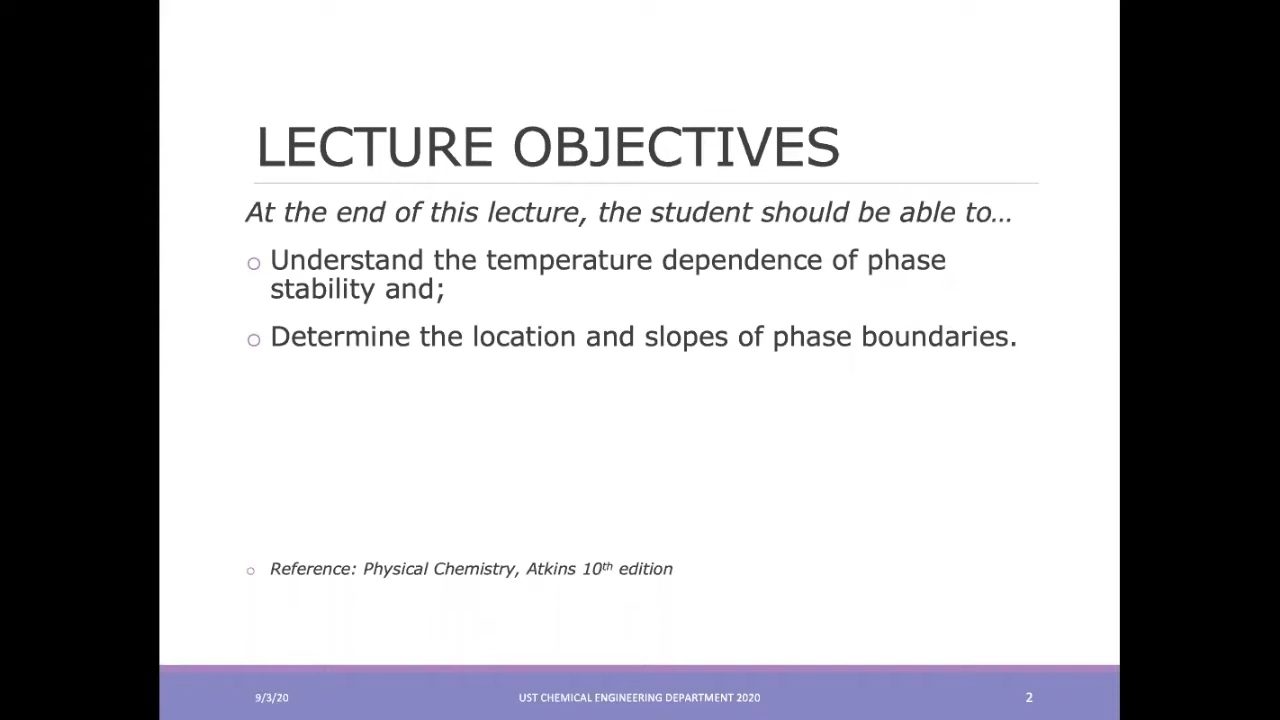 LECTURE OBJECTIVES
At the end of this lecture, the student should be able to…
o Understand the temperature dependence of phase
stability and;
o Determine the location and slopes of phase boundaries.
o Reference: Physical Chemistry, Atkins 10th edition
9/3/20 UST CHEMICAL ENGINEERING DEPARTMENT 2020 2